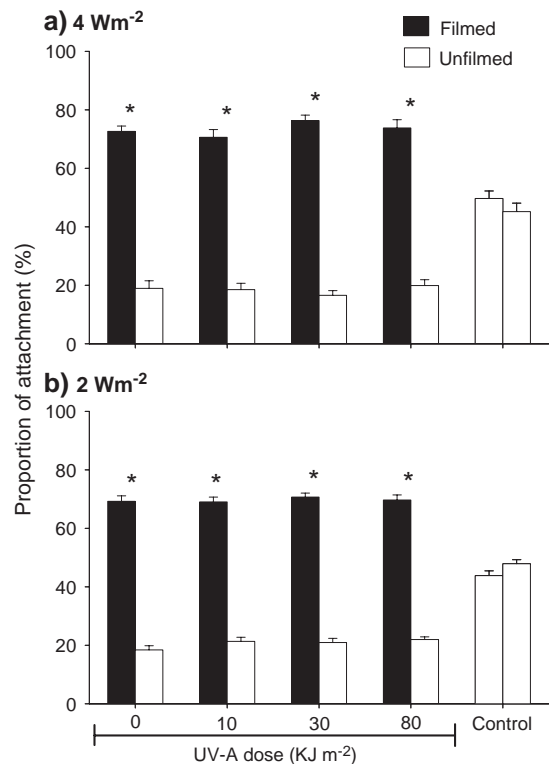 a) 4 Wm-2
Filmed
Unfilmed
100
80
60
40
20
0
* * * *
b) 2 Wm-2
100
80
60
40
20
0
* * * *
Proportion of attachment (%)
0 10 30 80 Control
UV-A dose (KJ m-2)